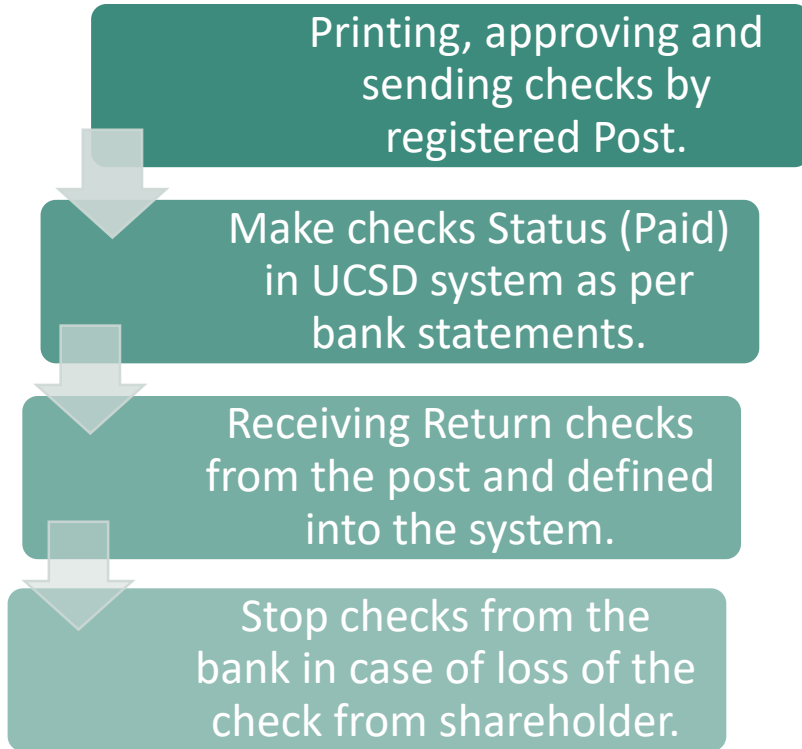 Printing, approving and
sending checks by
registered Post.
Make checks Status (Paid)
in UCSD system as per
bank statements.
Receiving Return checks
from the post and defined
into the system.
Stop checks from the
bank in case of loss of the
check from shareholder.